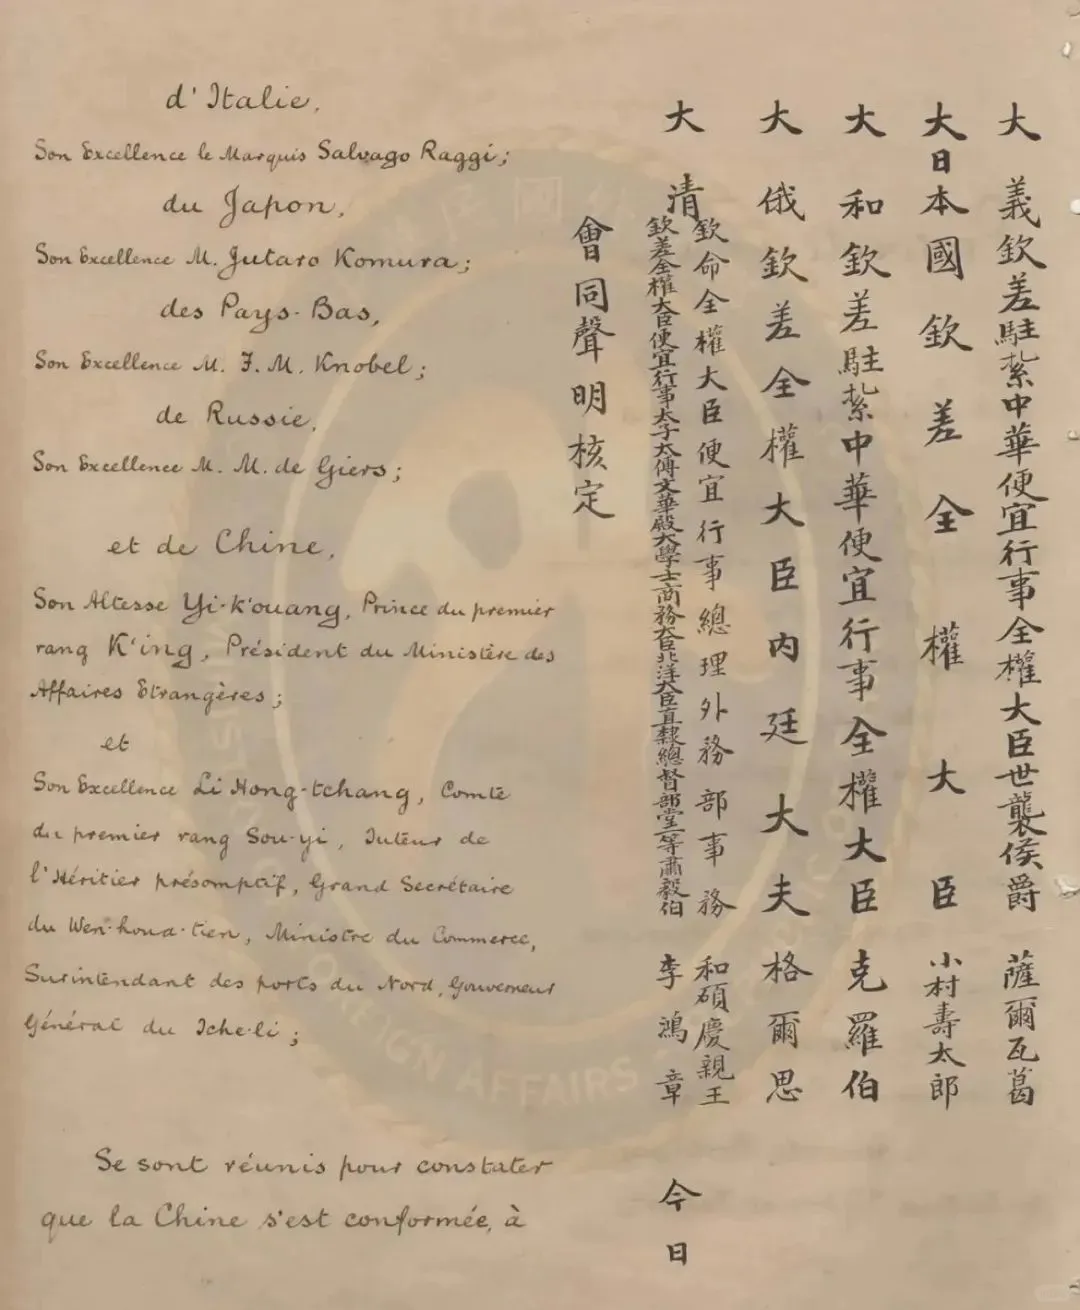 d'Italie,
Son Excellence le Marquis Salvago Raggi;
du Japon,
Son Excellence M. Jutaro Komura;
des Pays-Bas,
Son Excellence M. F. M. Knobel;
de Russie,
Son Excellence M. M. de Giers;
et de Chine,
Son Altesse Yi-k'ouang, Prince du premier
rang K'ing, Président du Ministère des
Affaires Etrangères;
et
Son Excellence Li Hong-tchang, Comte
du premier rang Sou-yi, Tuteur de
l'Héritier présomptif, Grand Secrétaire
du Wen-houa-tien, Ministre du Commerce,
Surintendant des ports du Nord, Gouverneur
Général du Tche-li;
Se sont réunis pour constater
que la Chine s'est conformée, à
大義欽差駐紮中華便宜行事全權大臣世襲侯爵薩爾瓦葛
大日本國欽差全權大臣小村壽太郎
大和欽差駐紮中華便宜行事全權大臣克羅伯
大俄欽差全權大臣內廷大夫格爾思
大清
欽命全權大臣便宜行事總理外務部事務和碩慶親王
欽差全權大臣便宜行事太子太傅文華殿大學士商務大臣北洋大臣直隸總督部堂一等肅毅伯李鴻章
今日
會同聲明核定
FOREIGN AFFAIRS